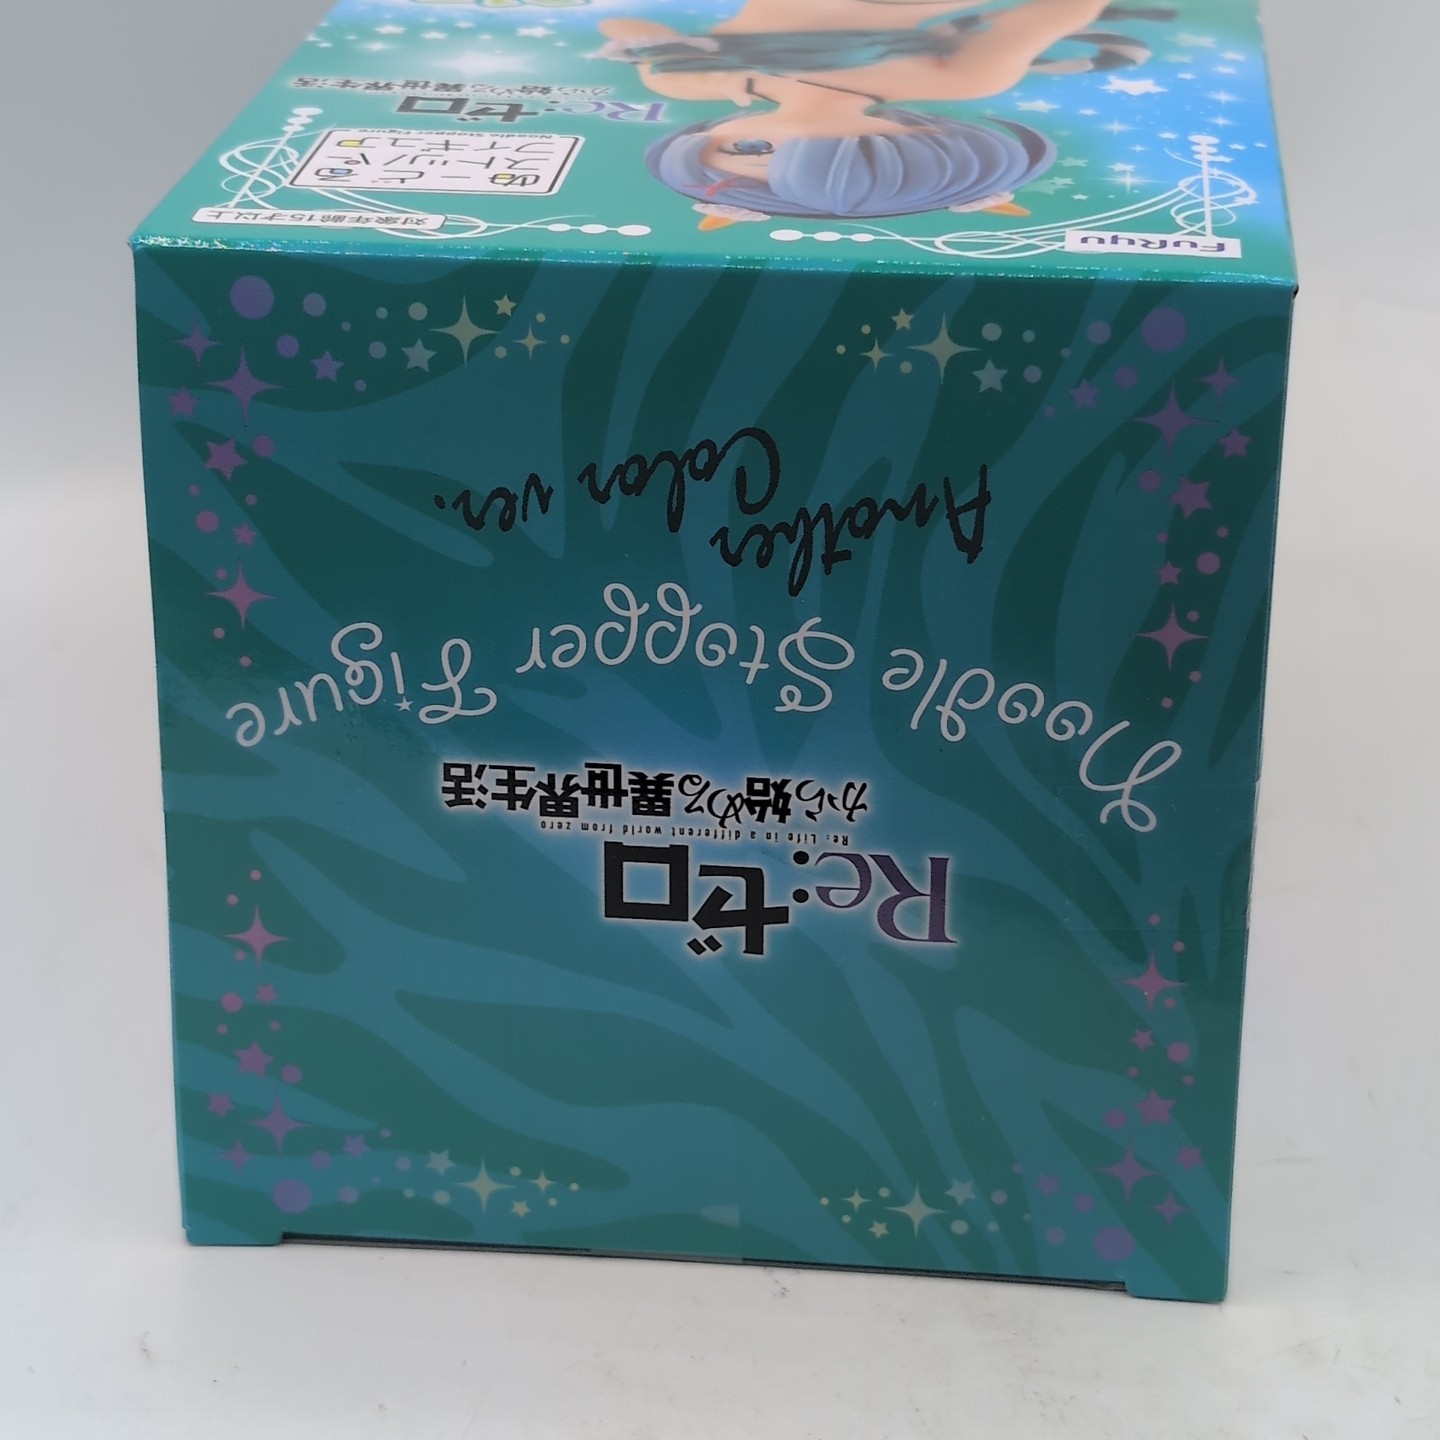 Re:ゼロ
から始める異世界生活
ぬーどる
ストッパー
フィギュア
Noodle Stopper Figure
対象年齢15才以上
FuRyu
Re:ゼロ
Re: Life in a different world from zero
から始める異世界生活
Noodle Stopper Figure
Another
Color ver.